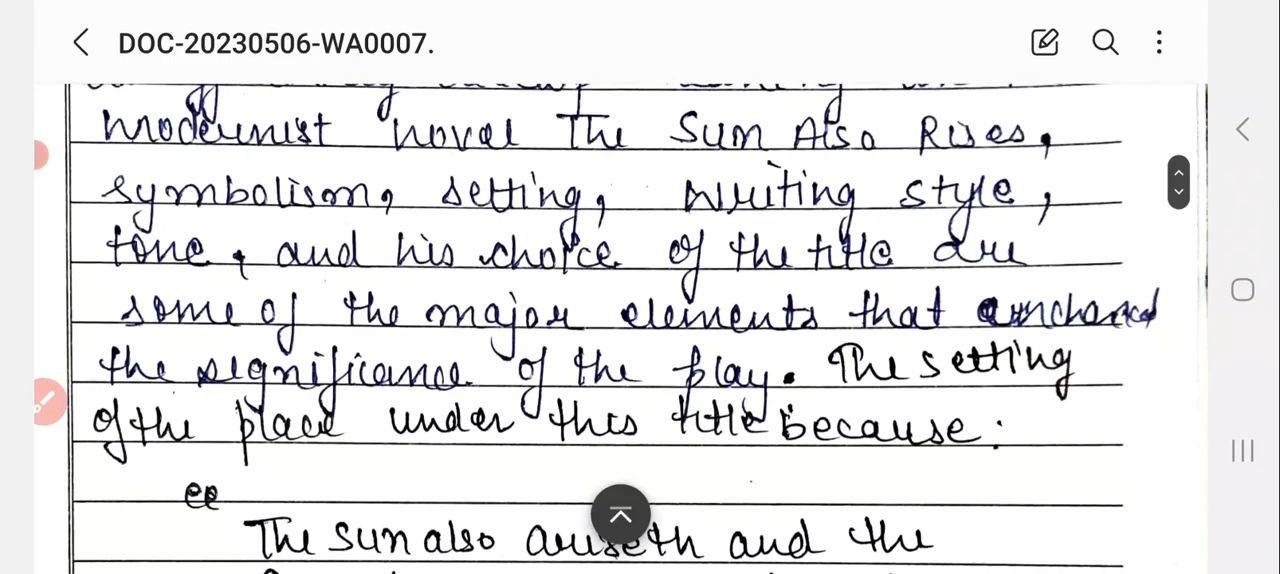 DOC-20230506-WA0007.
modernist novel The Sun Also Rises,
symbolism, setting, writing style,
tone, and his choice of the title are
some of the major elements that
the significance of the play. The setting
of the place under this title because:
"
The sun also ariseth and the